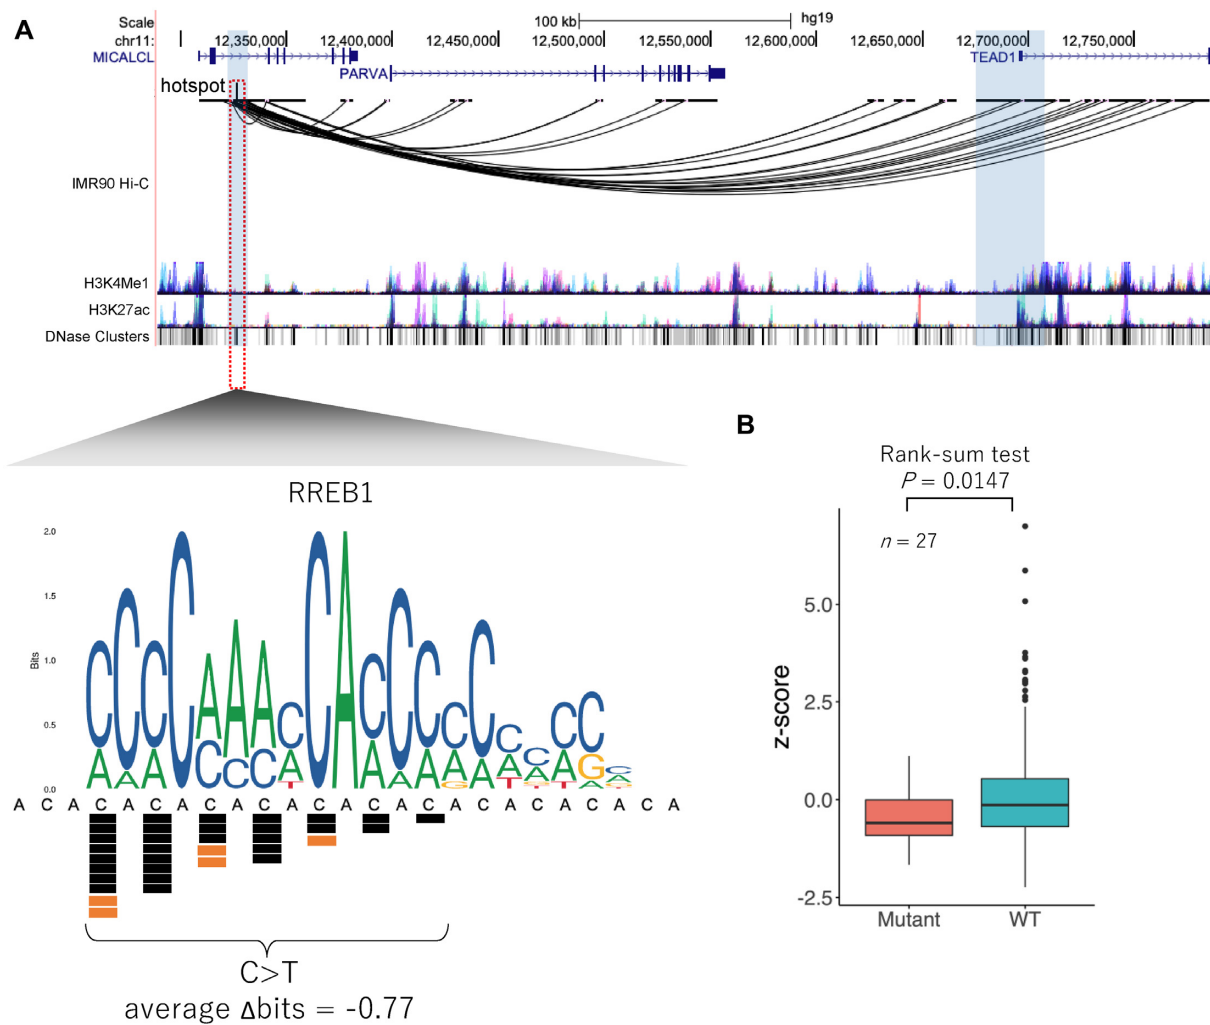 A
Scale
100 kb
hg19
chr11:
12,350,000
12,400,000
12,450,000
12,500,000
12,550,000
12,600,000
12,650,000
12,700,000
12,750,000
MICALCL
TEAD1
PARVA
hotspot
IMR90 Hi-C
H3K4Me1
H3K27ac
DNase Clusters
RREB1
2.0
1.5
1.0
0.5
0.0
Bits
A C A C A C A C A C A C A C A C A C A C A C A C A
C>T
average Δbits = -0.77
B
Rank-sum test
P = 0.0147
n = 27
5.0
2.5
0.0
-2.5
z-score
Mutant WT